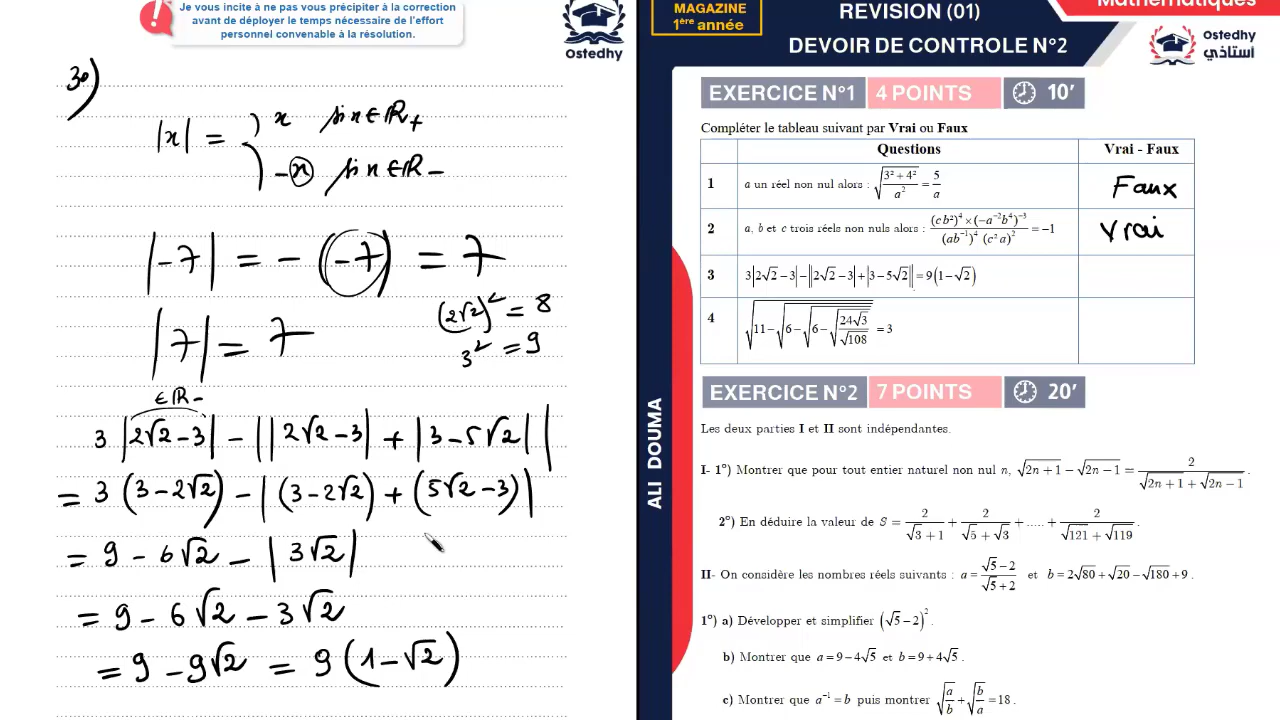 Je vous incite à ne pas vous précipiter à la correction
avant de déployer le temps nécessaire de l'effort
personnel convenable à la résolution.
Ostedhy
3°)
|x| = { x si x ∈ ℝ+
-x si x ∈ ℝ-
|-7| = -(-7) = 7
|7| = 7
(2√2)² = 8
3² = 9
∈ ℝ-
3|2√2 - 3| - ||2√2 - 3| + |3 - 5√2||
= 3(3 - 2√2) - |(3 - 2√2) + (5√2 - 3)|
= 9 - 6√2 - |3√2|
= 9 - 6√2 - 3√2
= 9 - 9√2 = 9(1 - √2)
MAGAZINE
1ère année
REVISION (01)
DEVOIR DE CONTROLE N°2
Mathématiques
Ostedhy
أستاذي
EXERCICE N°1 4 POINTS 10'
Compléter le tableau suivant par Vrai ou Faux
Questions Vrai - Faux
1 a un réel non nul alors : √((3² + 4²)/a²) = 5/a Faux
2 a, b et c trois réels non nuls alors : ((cb²)⁴ × (-a⁻²b⁴)⁻³)/((ab⁻¹)⁴ (c²a)²) = -1 Vrai
3 3|2√2 - 3| - ||2√2 - 3| + |3 - 5√2|| = 9(1 - √2)
4 √(11 - √(6 - √(6 - √(24√3/√108)))) = 3
EXERCICE N°2 7 POINTS 20'
Les deux parties I et II sont indépendantes.
I- 1°) Montrer que pour tout entier naturel non nul n, √(2n+1) - √(2n-1) = 2/(√(2n+1) + √(2n-1)).
2°) En déduire la valeur de S = 2/(√3 + 1) + 2/(√5 + √3) + ..... + 2/(√121 + √119).
II- On considère les nombres réels suivants : a = (√5 - 2)/(√5 + 2) et b = 2√80 + √20 - √180 + 9.
1°) a) Développer et simplifier (√5 - 2)².
b) Montrer que a = 9 - 4√5 et b = 9 + 4√5.
c) Montrer que a⁻¹ = b puis montrer √(a/b) + √(b/a) = 18.
ALI DOUMA